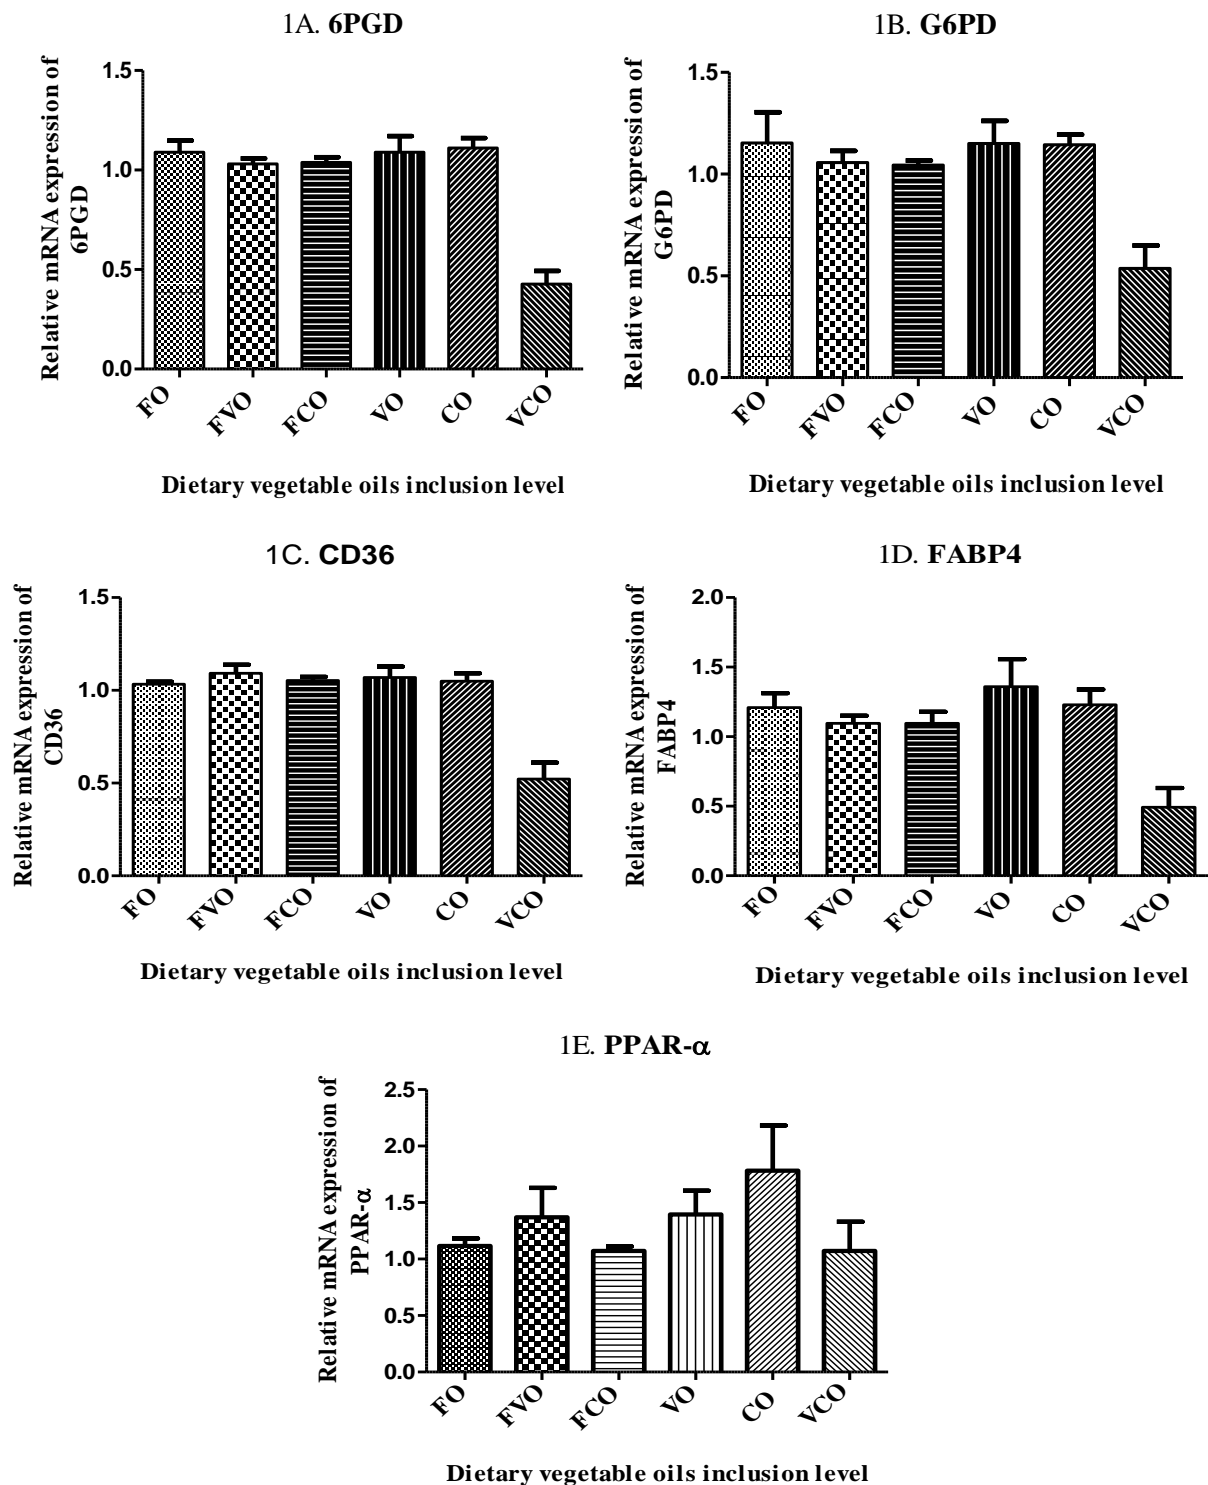 1A. 6PGD
Relative mRNA expression of
6PGD
1.5
1.0
0.5
0.0
FO
FVO
FCO
VO
CO
VCO
Dietary vegetable oils inclusion level
1B. G6PD
Relative mRNA expression of
G6PD
1.5
1.0
0.5
0.0
FO
FVO
FCO
VO
CO
VCO
Dietary vegetable oils inclusion level
1C. CD36
Relative mRNA expression of
CD36
1.5
1.0
0.5
0.0
FO
FVO
FCO
VO
CO
VCO
Dietary vegetable oils inclusion level
1D. FABP4
Relative mRNA expression of
FABP4
2.0
1.5
1.0
0.5
0.0
FO
FVO
FCO
VO
CO
VCO
Dietary vegetable oils inclusion level
1E. PPAR-α
Relative mRNA expression of
PPAR-α
2.5
2.0
1.5
1.0
0.5
0.0
FO
FVO
FCO
VO
CO
VCO
Dietary vegetable oils inclusion level